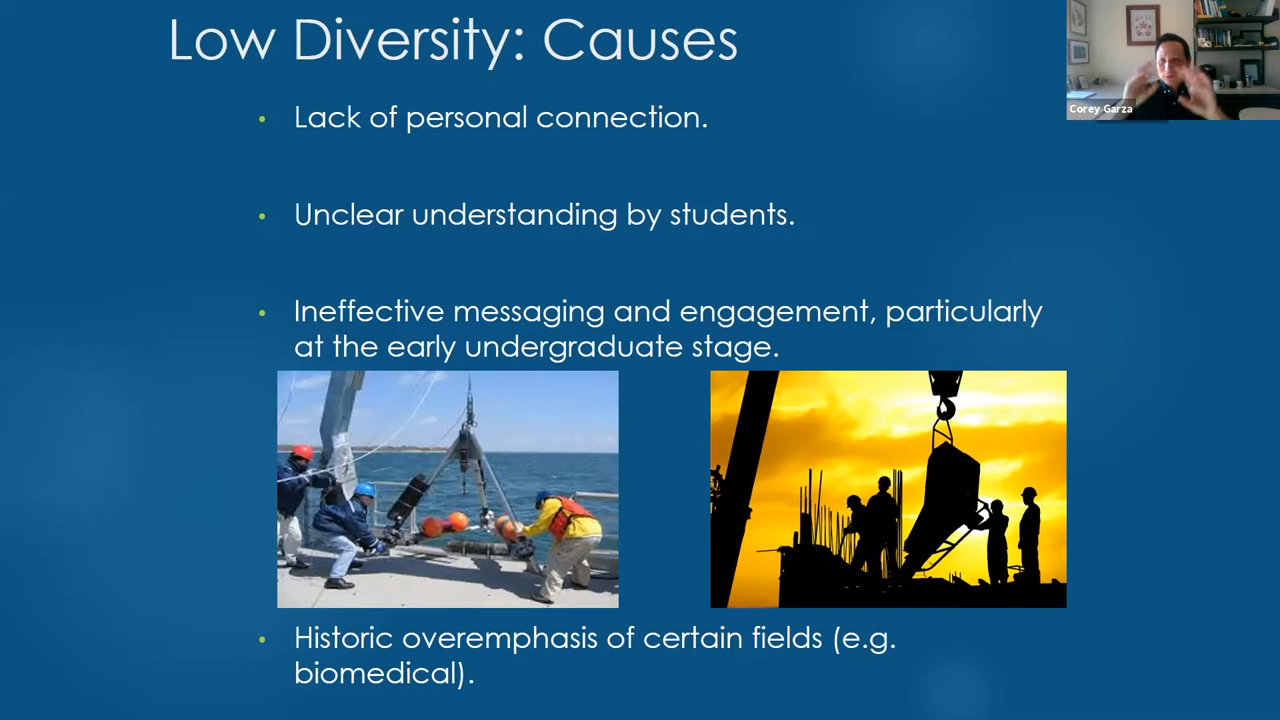 Low Diversity: Causes
Corey Garza
• Lack of personal connection.
• Unclear understanding by students.
• Ineffective messaging and engagement, particularly
at the early undergraduate stage.
• Historic overemphasis of certain fields (e.g.
biomedical).